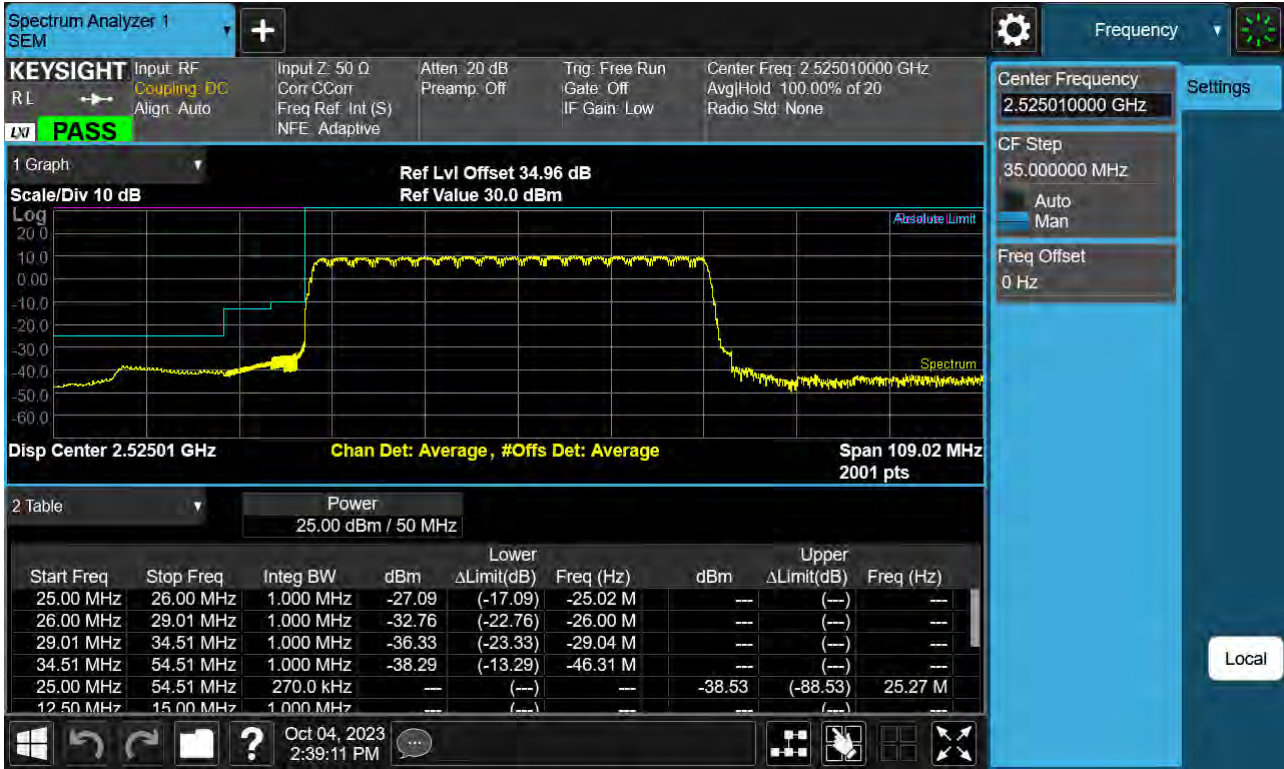 Spectrum Analyzer 1
SEM
+
Frequency
KEYSIGHT
R L
LXI
PASS
Input: RF
Coupling: DC
Align: Auto
Input Z: 50 Ω
Corr CCorr
Freq Ref: Int (S)
NFE: Adaptive
Atten: 20 dB
Preamp: Off
Trig: Free Run
Gate: Off
IF Gain: Low
Center Freq: 2.525010000 GHz
Avg|Hold: 100.00% of 20
Radio Std: None
Center Frequency
2.525010000 GHz
Settings
CF Step
35.000000 MHz
Auto
Man
Freq Offset
0 Hz
Local
1 Graph
Scale/Div 10 dB
Ref Lvl Offset 34.96 dB
Ref Value 30.0 dBm
Log
20.0
10.0
0.00
-10.0
-20.0
-30.0
-40.0
-50.0
-60.0
Absolute Limit
Spectrum
Disp Center 2.52501 GHz
Chan Det: Average, #Offs Det: Average
Span 109.02 MHz
2001 pts
2 Table
Power
25.00 dBm / 50 MHz
Lower Upper
Start Freq Stop Freq Integ BW dBm ΔLimit(dB) Freq (Hz) dBm ΔLimit(dB) Freq (Hz)
25.00 MHz 26.00 MHz 1.000 MHz -27.09 (-17.09) -25.02 M --- (---) ---
26.00 MHz 29.01 MHz 1.000 MHz -32.76 (-22.76) -26.00 M --- (---) ---
29.01 MHz 34.51 MHz 1.000 MHz -36.33 (-23.33) -29.04 M --- (---) ---
34.51 MHz 54.51 MHz 1.000 MHz -38.29 (-13.29) -46.31 M --- (---) ---
25.00 MHz 54.51 MHz 270.0 kHz --- (---) --- -38.53 (-88.53) 25.27 M
12.50 MHz 15.00 MHz 1.000 MHz --- (---) --- --- (---) ---
?
Oct 04, 2023
2:39:11 PM